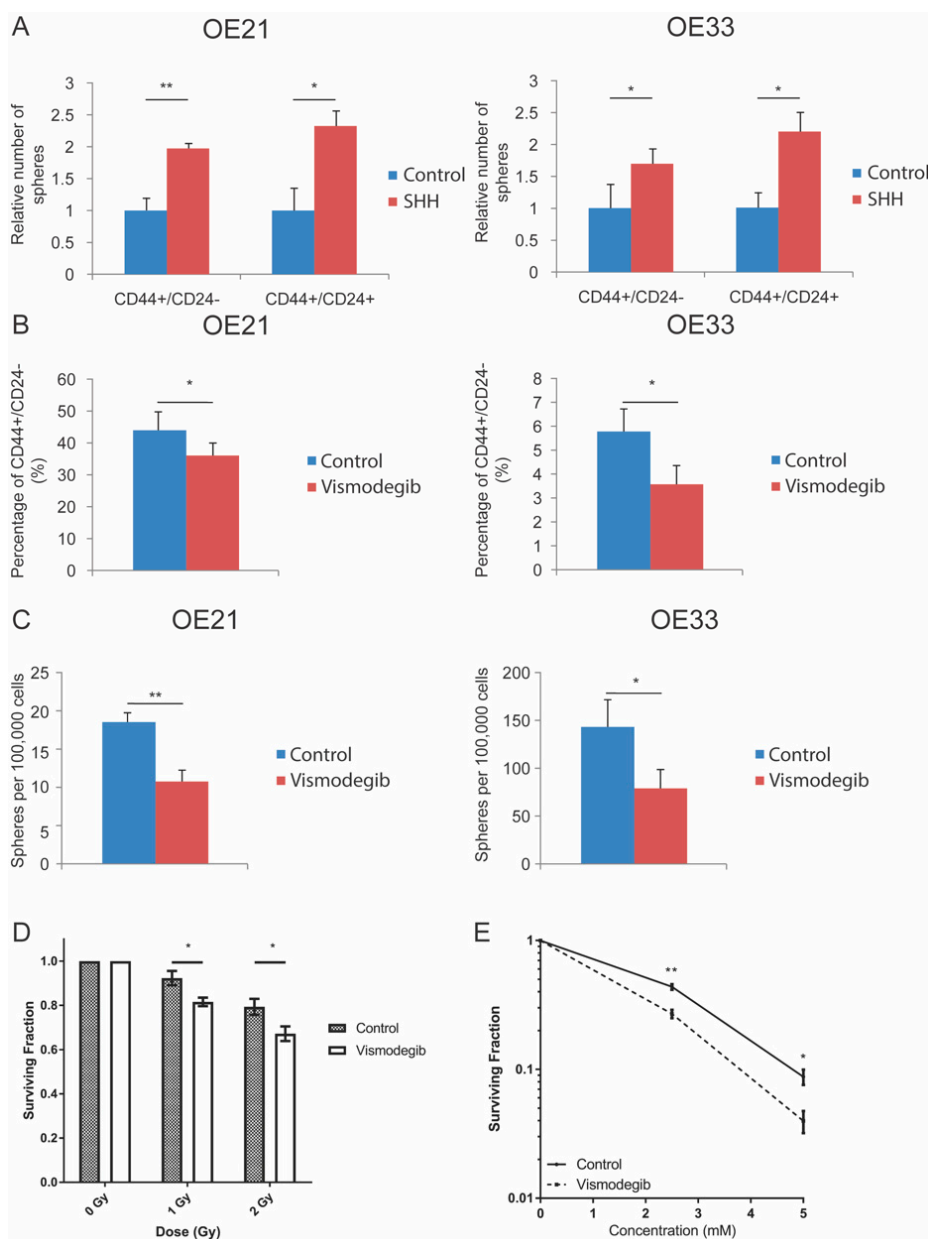 A
OE21
OE33
Relative number of
spheres
3
2.5
2
1.5
1
0.5
0
**
*
Control
SHH
CD44+/CD24-
CD44+/CD24+
Relative number of
spheres
3
2.5
2
1.5
1
0.5
0
*
*
Control
SHH
CD44+/CD24-
CD44+/CD24+
B
OE21
OE33
Percentage of CD44+/CD24-
(%)
60
50
40
30
20
10
0
*
Control
Vismodegib
Percentage of CD44+/CD24-
(%)
8
7
6
5
4
3
2
1
0
*
Control
Vismodegib
C
OE21
OE33
Spheres per 100,000 cells
25
20
15
10
5
0
**
Control
Vismodegib
Spheres per 100,000 cells
200
150
100
50
0
*
Control
Vismodegib
D
Surviving Fraction
1.0
0.8
0.6
0.4
0.2
0.0
*
*
Control
Vismodegib
0 Gy
1 Gy
2 Gy
Dose (Gy)
E
Surviving Fraction
1
0.1
0.01
**
*
Control
Vismodegib
0
1
2
3
4
5
Concentration (mM)